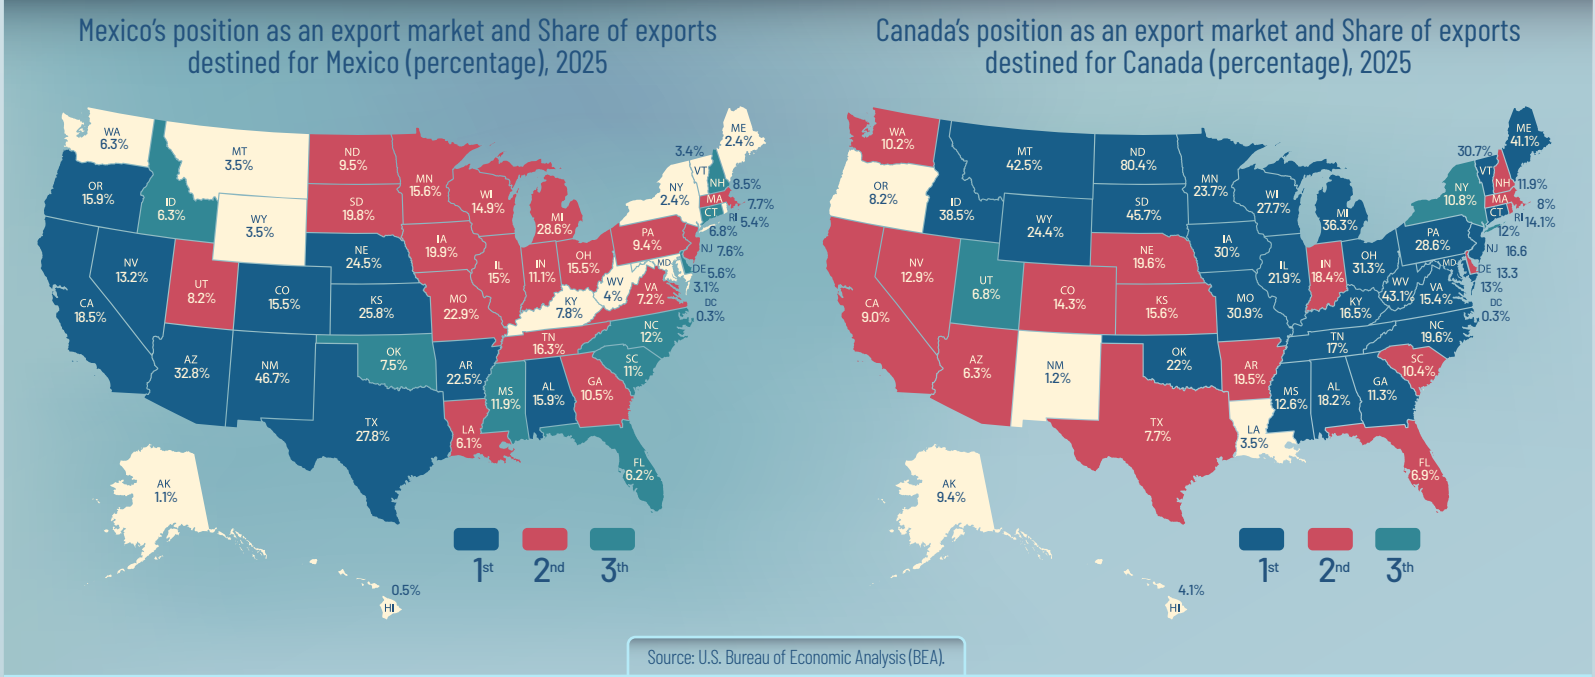 Mexico's position as an export market and Share of exports
destined for Mexico (percentage), 2025
WA
6.3%
MT
3.5%
ND
9.5%
MN
15.6%
ME
2.4%
3.4%
VT
NH
8.5%
OR
15.9%
ID
6.3%
WY
3.5%
SD
19.8%
WI
14.9%
MI
28.6%
NY
2.4%
MA
7.7%
CT
RI
5.4%
6.8%
NV
13.2%
UT
8.2%
NE
24.5%
IA
19.9%
IL
15%
IN
11.1%
OH
15.5%
PA
9.4%
NJ 7.6%
MD
DE
5.6%
3.1%
DC
0.3%
CA
18.5%
CO
15.5%
KS
25.8%
MO
22.9%
KY
7.8%
WV
4%
VA
7.2%
AZ
32.8%
NM
46.7%
OK
7.5%
AR
22.5%
TN
16.3%
NC
12%
SC
11%
TX
27.8%
LA
6.1%
MS
11.9%
AL
15.9%
GA
10.5%
FL
6.2%
AK
1.1%
0.5%
HI
1st
2nd
3th
Canada's position as an export market and Share of exports
destined for Canada (percentage), 2025
WA
10.2%
MT
42.5%
ND
80.4%
MN
23.7%
ME
41.1%
30.7%
VT
NH
11.9%
OR
8.2%
ID
38.5%
WY
24.4%
SD
45.7%
WI
27.7%
MI
36.3%
NY
10.8%
MA
8%
CT
RI
14.1%
12%
NV
12.9%
UT
6.8%
NE
19.6%
IA
30%
IL
21.9%
IN
18.4%
OH
31.3%
PA
28.6%
NJ 16.6
MD
DE
13.3
13%
DC
0.3%
CA
9.0%
CO
14.3%
KS
15.6%
MO
30.9%
KY
16.5%
WV
43.1%
VA
15.4%
AZ
6.3%
NM
1.2%
OK
22%
AR
19.5%
TN
17%
NC
19.6%
SC
10.4%
TX
7.7%
LA
3.5%
MS
12.6%
AL
18.2%
GA
11.3%
FL
6.9%
AK
9.4%
4.1%
HI
1st
2nd
3th
Source: U.S. Bureau of Economic Analysis (BEA).